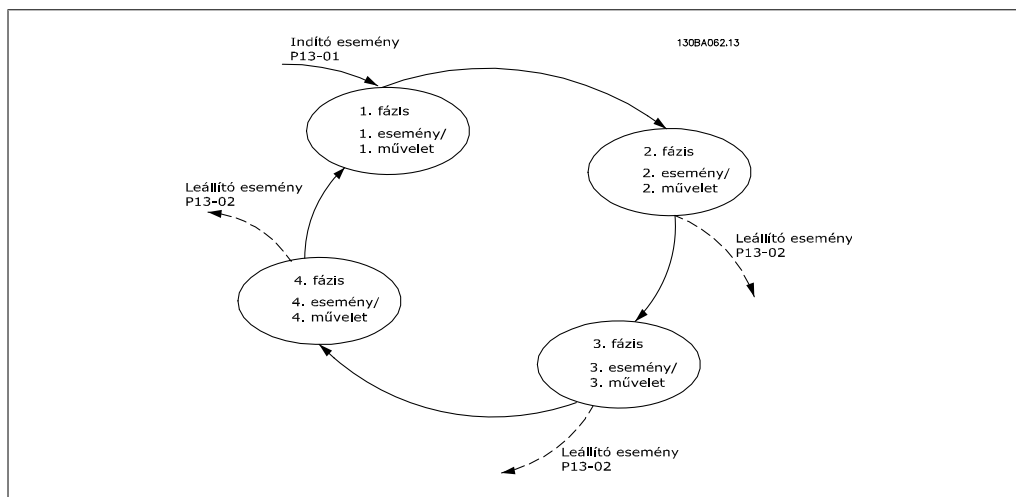 Indító esemény
P13-01
130BA062.13
1. fázis
1. esemény/
1. művelet
2. fázis
2. esemény/
2. művelet
Leállító esemény
P13-02
Leállító esemény
P13-02
4. fázis
4. esemény/
4. művelet
3. fázis
3. esemény/
3. művelet
Leállító esemény
P13-02